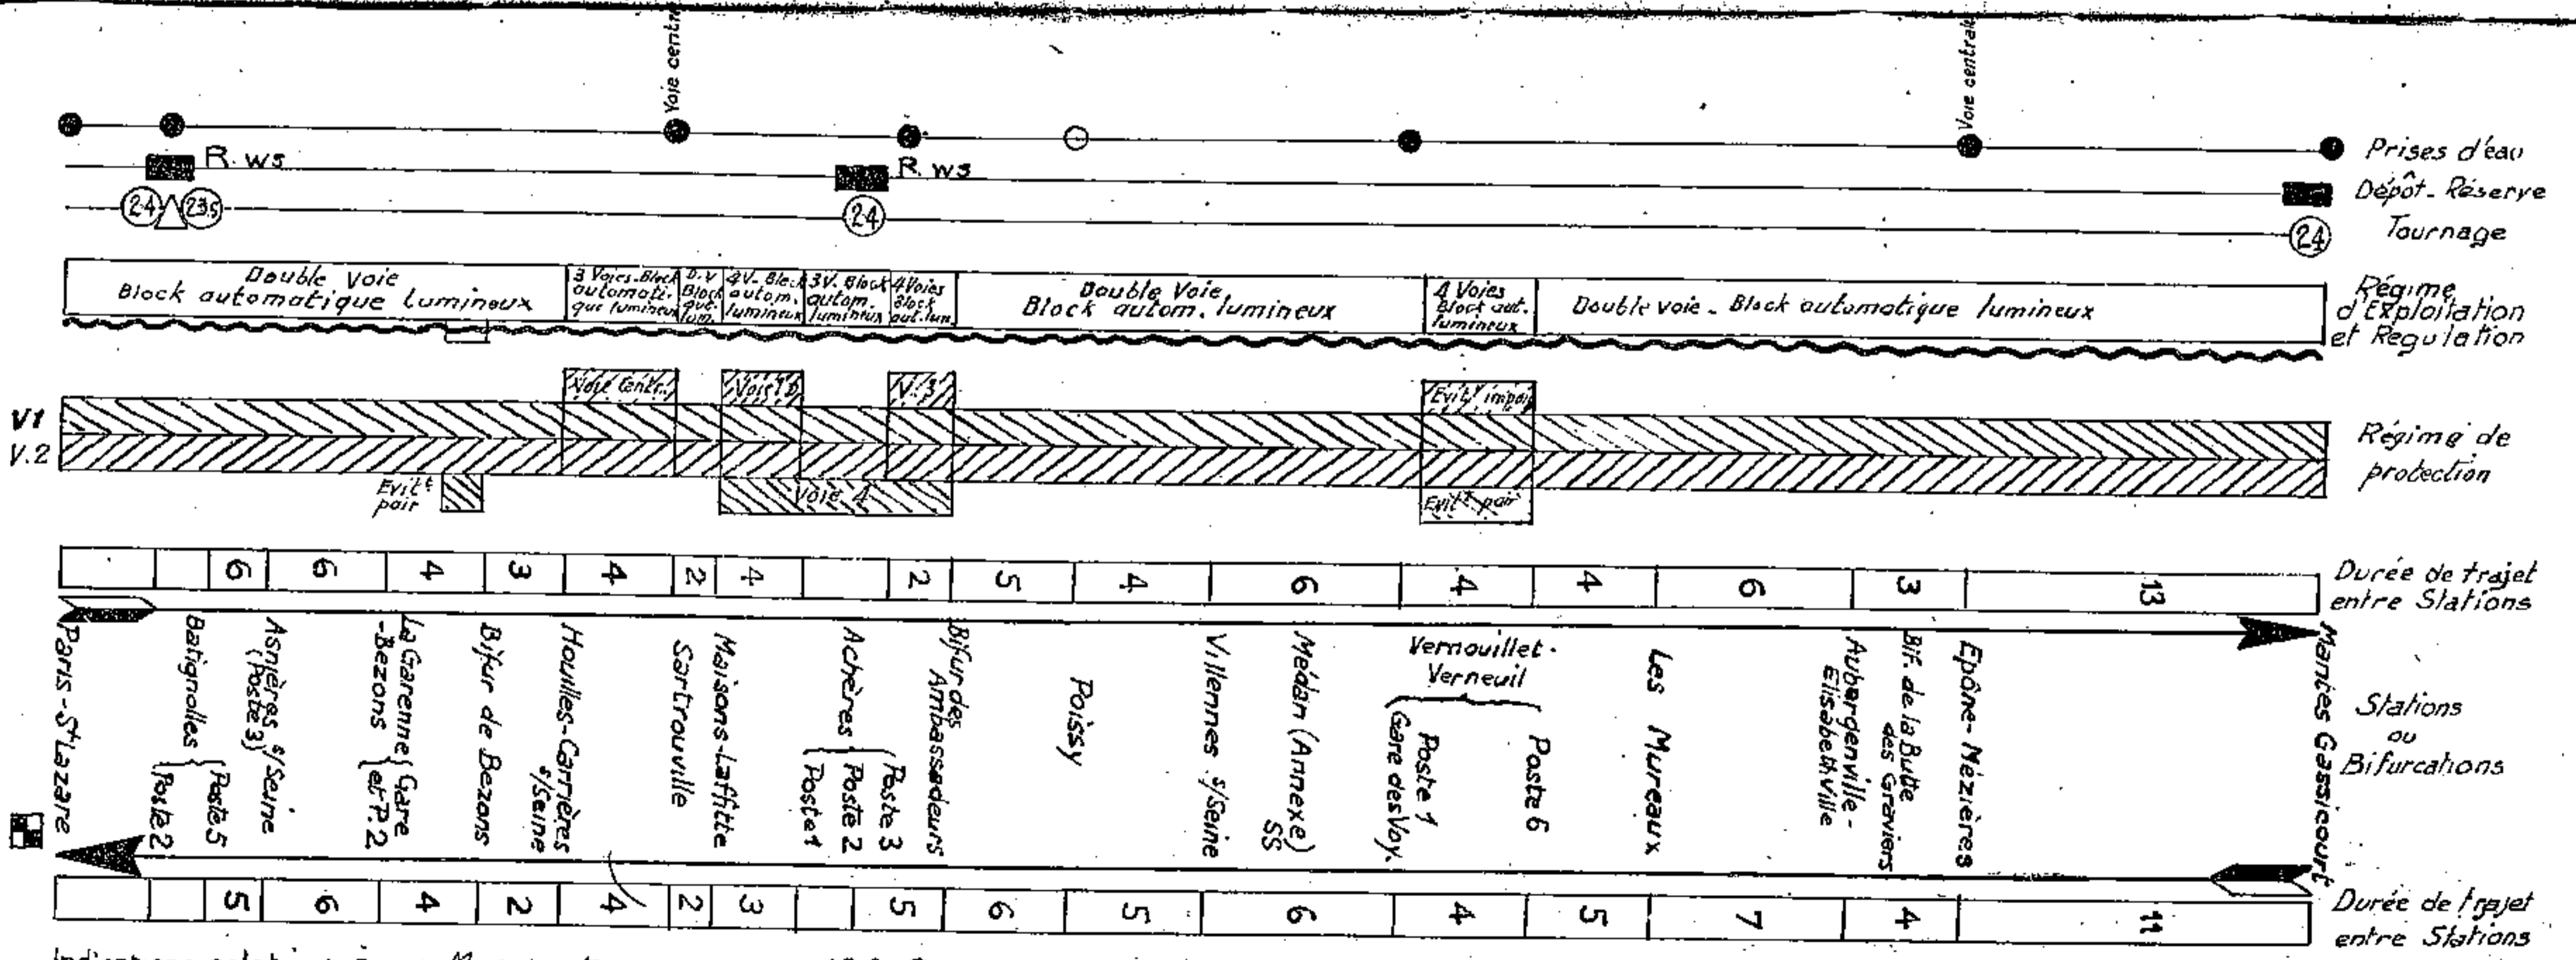 Voie centrale
R. ws
R. ws
Prises d'eau
Dépôt-Réserve
24
23,5
24
24
Tournage
Double Voie
Block automatique lumineux
3 Voies-Block
automati-
que lumineux
D.V
Block
aut.
lum.
4V. Block
autom.
lumineux
3V. Block
autom.
lumineux
4 Voies
Block
aut. lum.
Double Voie
Block autom. lumineux
4 Voies
Block aut.
lumineux
Double voie - Block automatique lumineux
Régime
d'Exploitation
et Régulation
Voie Centr.
V. 3
Evitt impair
V1
V.2
Régime de
protection
Evitt
pair
Voie 4
Evitt pair
6 6 4 3 4 2 4 2 5 4 6 4 4 6 3 13
Durée de trajet
entre Stations
Paris-St Lazare
Batignolles
Poste 2
Poste 5
Asnières s/Seine
(Poste 3)
La Garenne
-Bezons
Gare
et P.2
Bifur de Bezons
Houilles-Carrières
s/Seine
Sartrouville
Maisons-Laffitte
Achères
Poste 1
Poste 2
Poste 3
Bifur des
Ambassadeurs
Poissy
Villennes s/Seine
Médan (Annexe)
SS
Vernouillet-
Verneuil
Gare des Voy.
Poste 1
Poste 6
Les Mureaux
Aubergenville-
Elisabethville
Bif. de la Butte
des Graviers
Epône-Mézières
Mantes Gassicourt
Stations
ou
Bifurcations
5 6 4 2 4 2 3 5 6 5 6 4 5 7 4 11
Durée de trajet
entre Stations